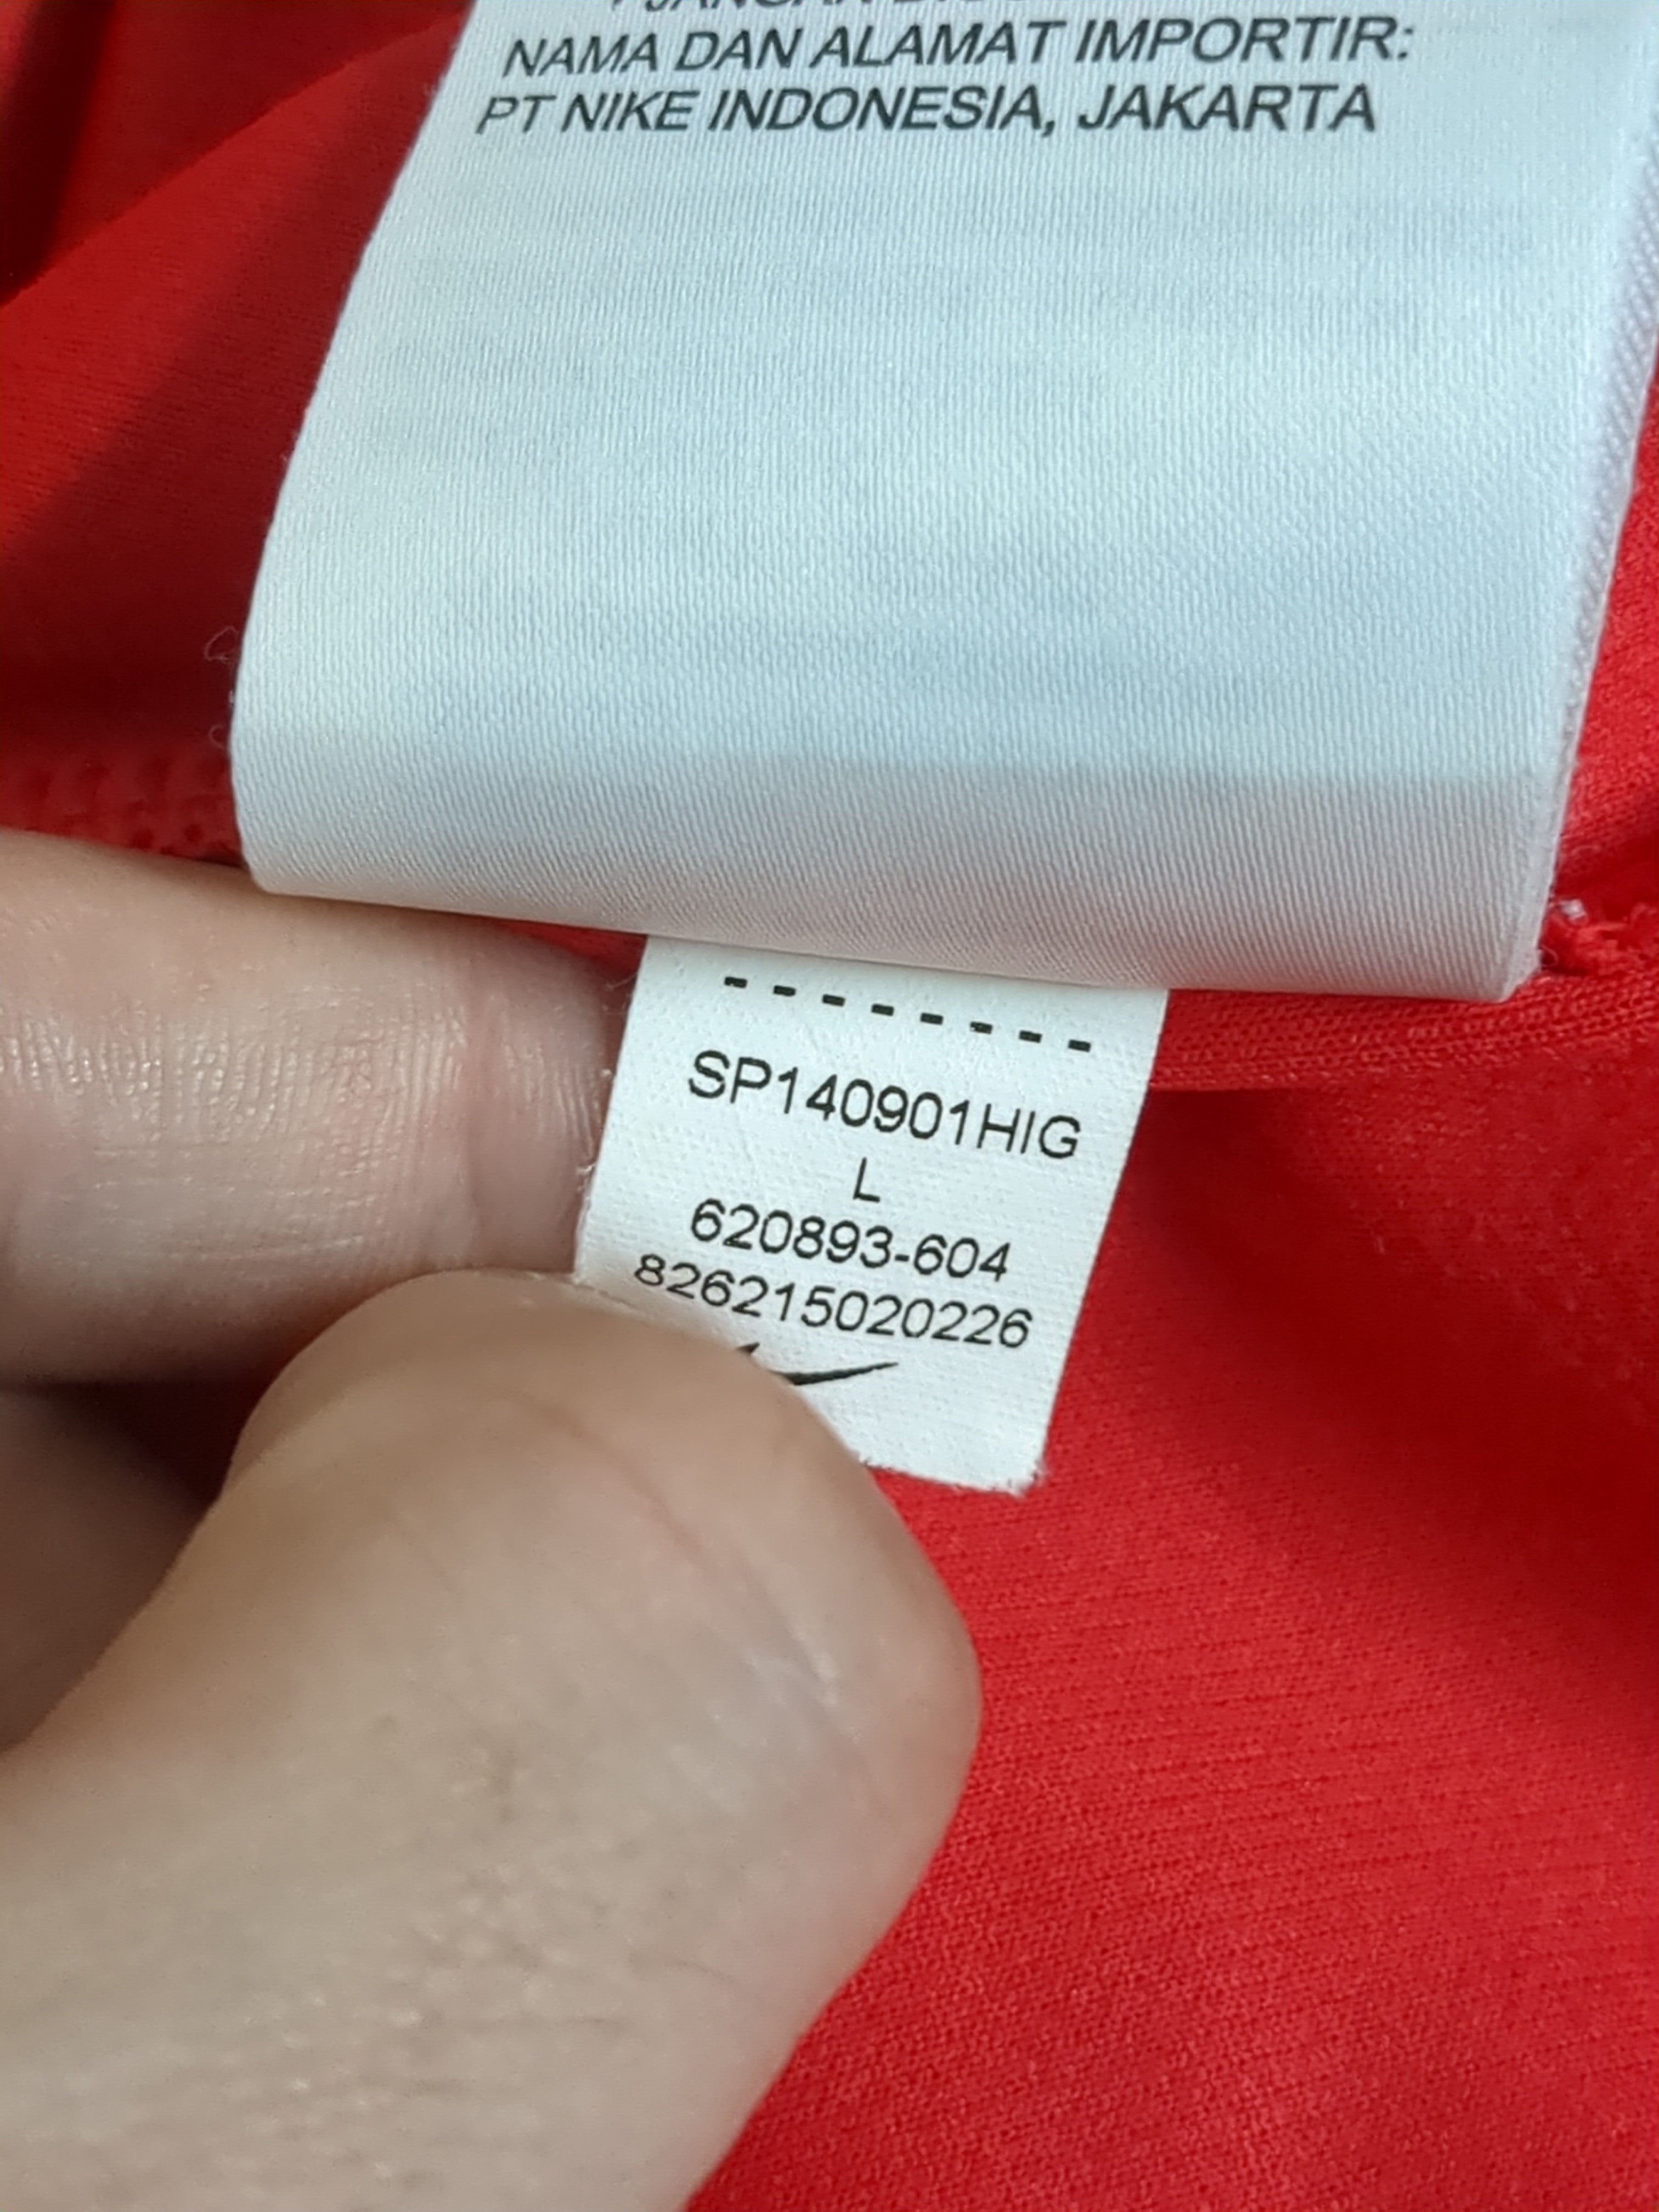 NAMA DAN ALAMAT IMPORTIR:
PT NIKE INDONESIA, JAKARTA
--------
SP140901HIG
L
620893-604
826215020226